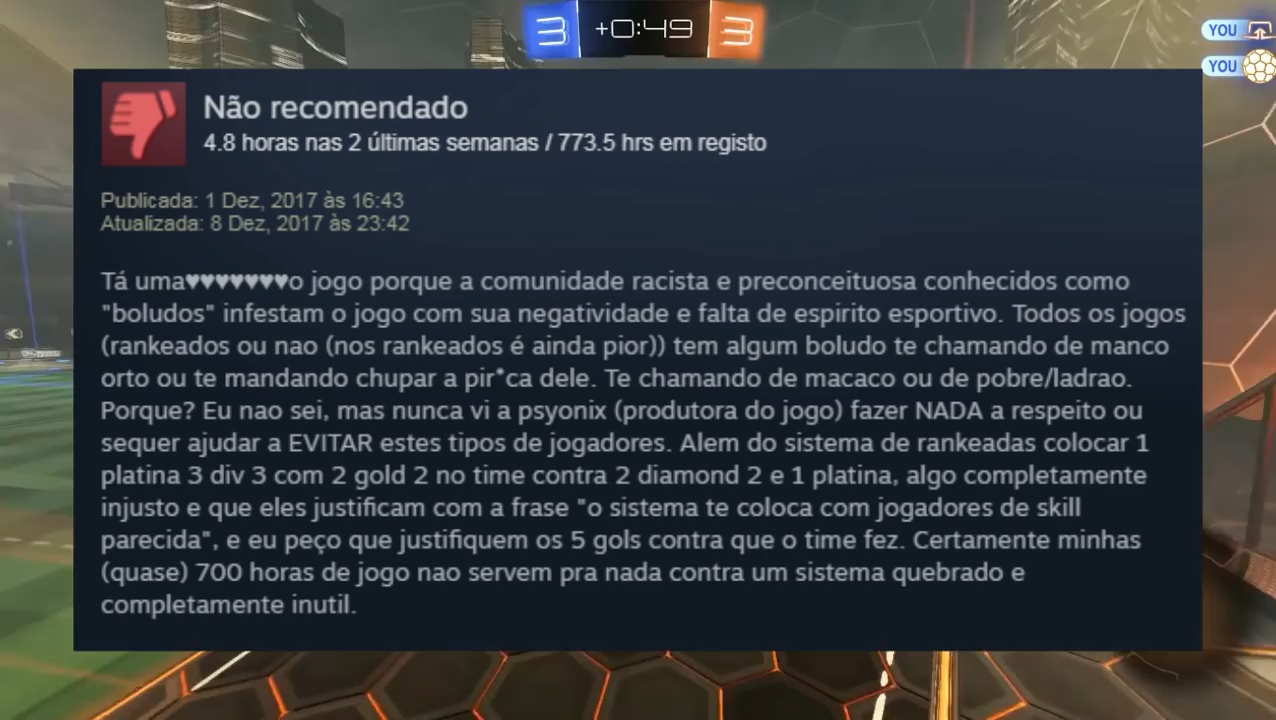 3 +0:49 3
YOU
YOU
Não recomendado
4.8 horas nas 2 últimas semanas / 773.5 hrs em registo
Publicada: 1 Dez, 2017 às 16:43
Atualizada: 8 Dez, 2017 às 23:42
Tá uma♥♥♥♥♥♥♥o jogo porque a comunidade racista e preconceituosa conhecidos como
"boludos" infestam o jogo com sua negatividade e falta de espirito esportivo. Todos os jogos
(rankeados ou nao (nos rankeados é ainda pior)) tem algum boludo te chamando de manco
orto ou te mandando chupar a pir*ca dele. Te chamando de macaco ou de pobre/ladrao.
Porque? Eu nao sei, mas nunca vi a psyonix (produtora do jogo) fazer NADA a respeito ou
sequer ajudar a EVITAR estes tipos de jogadores. Alem do sistema de rankeadas colocar 1
platina 3 div 3 com 2 gold 2 no time contra 2 diamond 2 e 1 platina, algo completamente
injusto e que eles justificam com a frase "o sistema te coloca com jogadores de skill
parecida", e eu peço que justifiquem os 5 gols contra que o time fez. Certamente minhas
(quase) 700 horas de jogo nao servem pra nada contra um sistema quebrado e
completamente inutil.